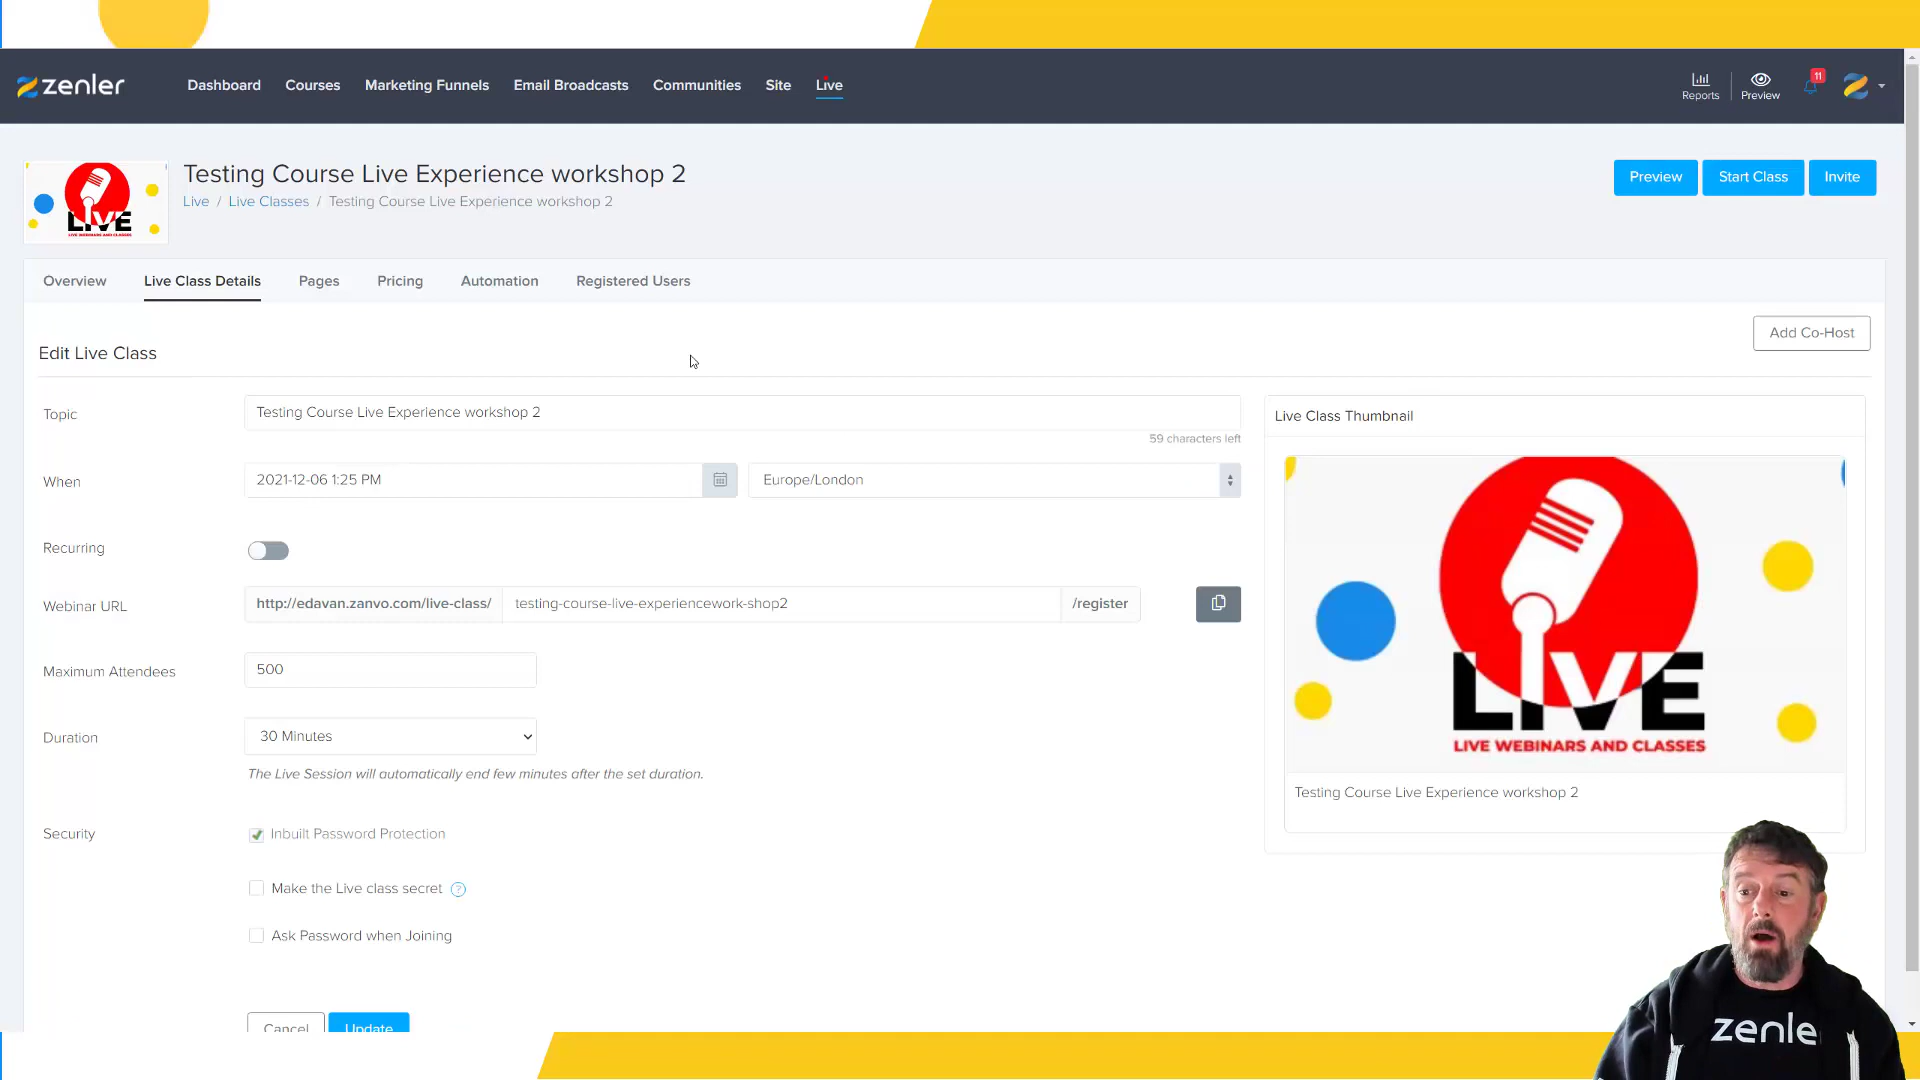 zenler
Dashboard
Courses
Marketing Funnels
Email Broadcasts
Communities
Site
Live
Reports
Preview
11
LIVE
LIVE WEBINARS AND CLASSES
Testing Course Live Experience workshop 2
Live / Live Classes / Testing Course Live Experience workshop 2
Preview
Start Class
Invite
Overview
Live Class Details
Pages
Pricing
Automation
Registered Users
Add Co-Host
Edit Live Class
Topic
Testing Course Live Experience workshop 2
59 characters left
When
2021-12-06 1:25 PM
Europe/London
Recurring
Webinar URL
http://edavan.zanvo.com/live-class/
testing-course-live-experiencework-shop2
/register
Maximum Attendees
500
Duration
30 Minutes
The Live Session will automatically end few minutes after the set duration.
Security
Inbuilt Password Protection
Make the Live class secret ?
Ask Password when Joining
Cancel
Update
Live Class Thumbnail
LIVE
LIVE WEBINARS AND CLASSES
Testing Course Live Experience workshop 2
zenle